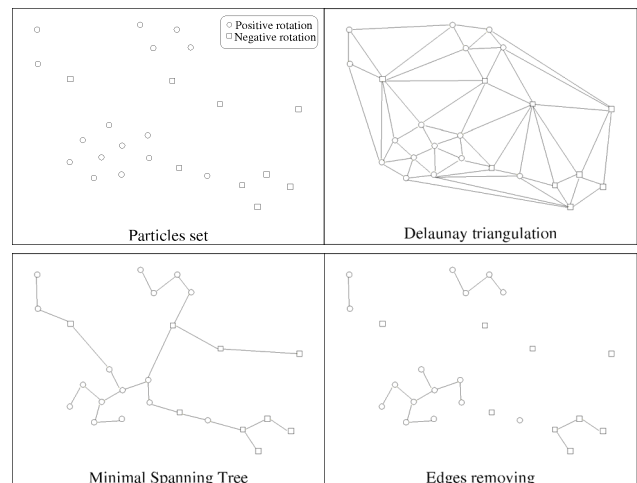 Positive rotation
Negative rotation
Particles set
Delaunay triangulation
Minimal Spanning Tree
Edges removing